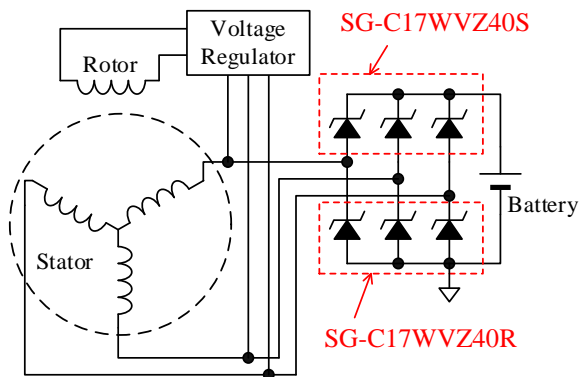 Voltage
Regulator
SG-C17WVZ40S
Rotor
Battery
Stator
SG-C17WVZ40R